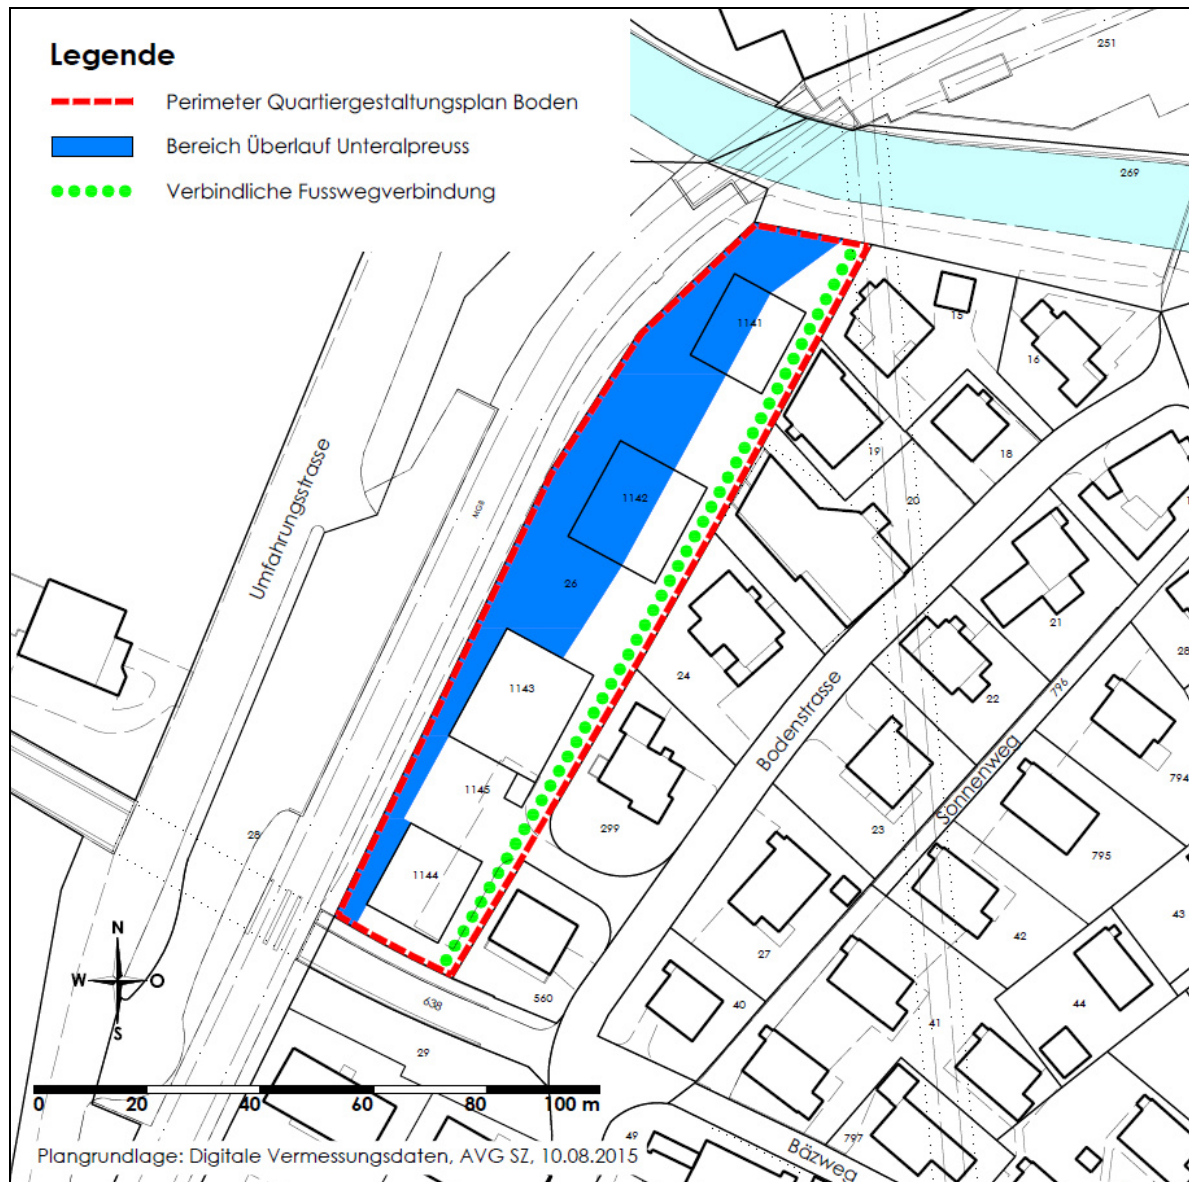 Legende
Perimeter Quartiergestaltungsplan Boden
Bereich Überlauf Unteralpreuss
Verbindliche Fusswegverbindung
251
269
1141
15
16
Umfahrungsstrasse
19
18
MGB
1142
20
26
21
28
24
1143
22
796
Bodenstrasse
794
Sonnenweg
1145
28
299
23
795
1144
43
N
W O
S
27
42
560
40
44
638
41
29
0 20 40 60 80 100 m
49
797
Bäzweg
Plangrundlage: Digitale Vermessungsdaten, AVG SZ, 10.08.2015